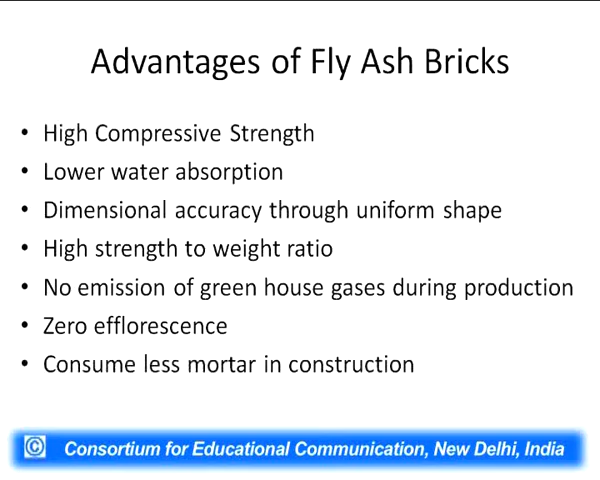 Advantages of Fly Ash Bricks
• High Compressive Strength
• Lower water absorption
• Dimensional accuracy through uniform shape
• High strength to weight ratio
• No emission of green house gases during production
• Zero efflorescence
• Consume less mortar in construction
© Consortium for Educational Communication, New Delhi, India